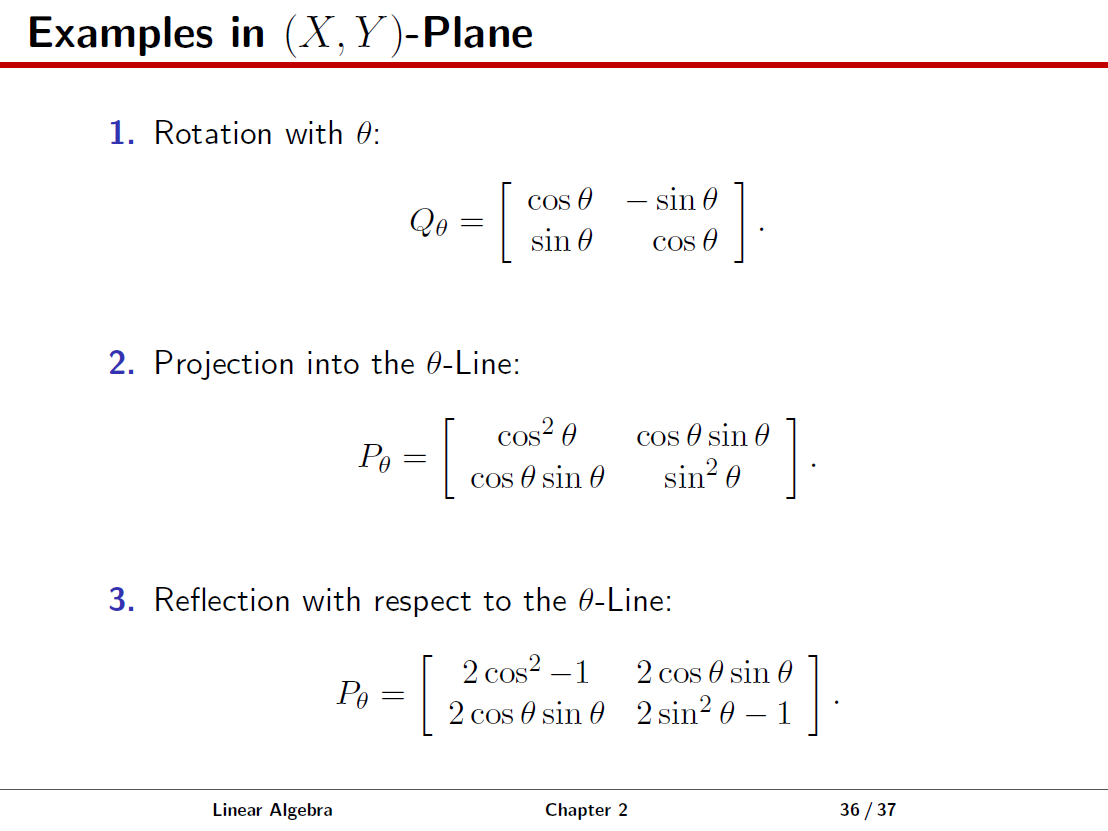 Examples in (X, Y)-Plane
1. Rotation with θ:
Q_θ = [ cos θ   − sin θ
sin θ   cos θ ] .
2. Projection into the θ-Line:
P_θ = [ cos² θ   cos θ sin θ
cos θ sin θ   sin² θ ] .
3. Reflection with respect to the θ-Line:
P_θ = [ 2 cos² −1   2 cos θ sin θ
2 cos θ sin θ   2 sin² θ − 1 ] .
Linear Algebra   Chapter 2   36 / 37